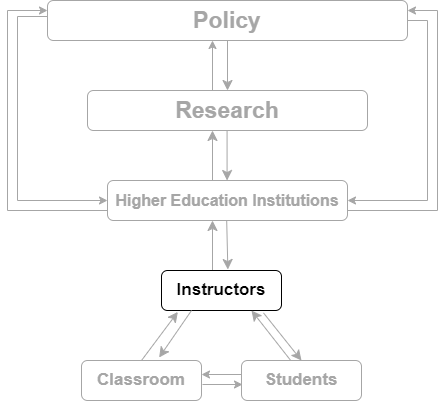 Policy
Research
Higher Education Institutions
Instructors
Classroom
Students